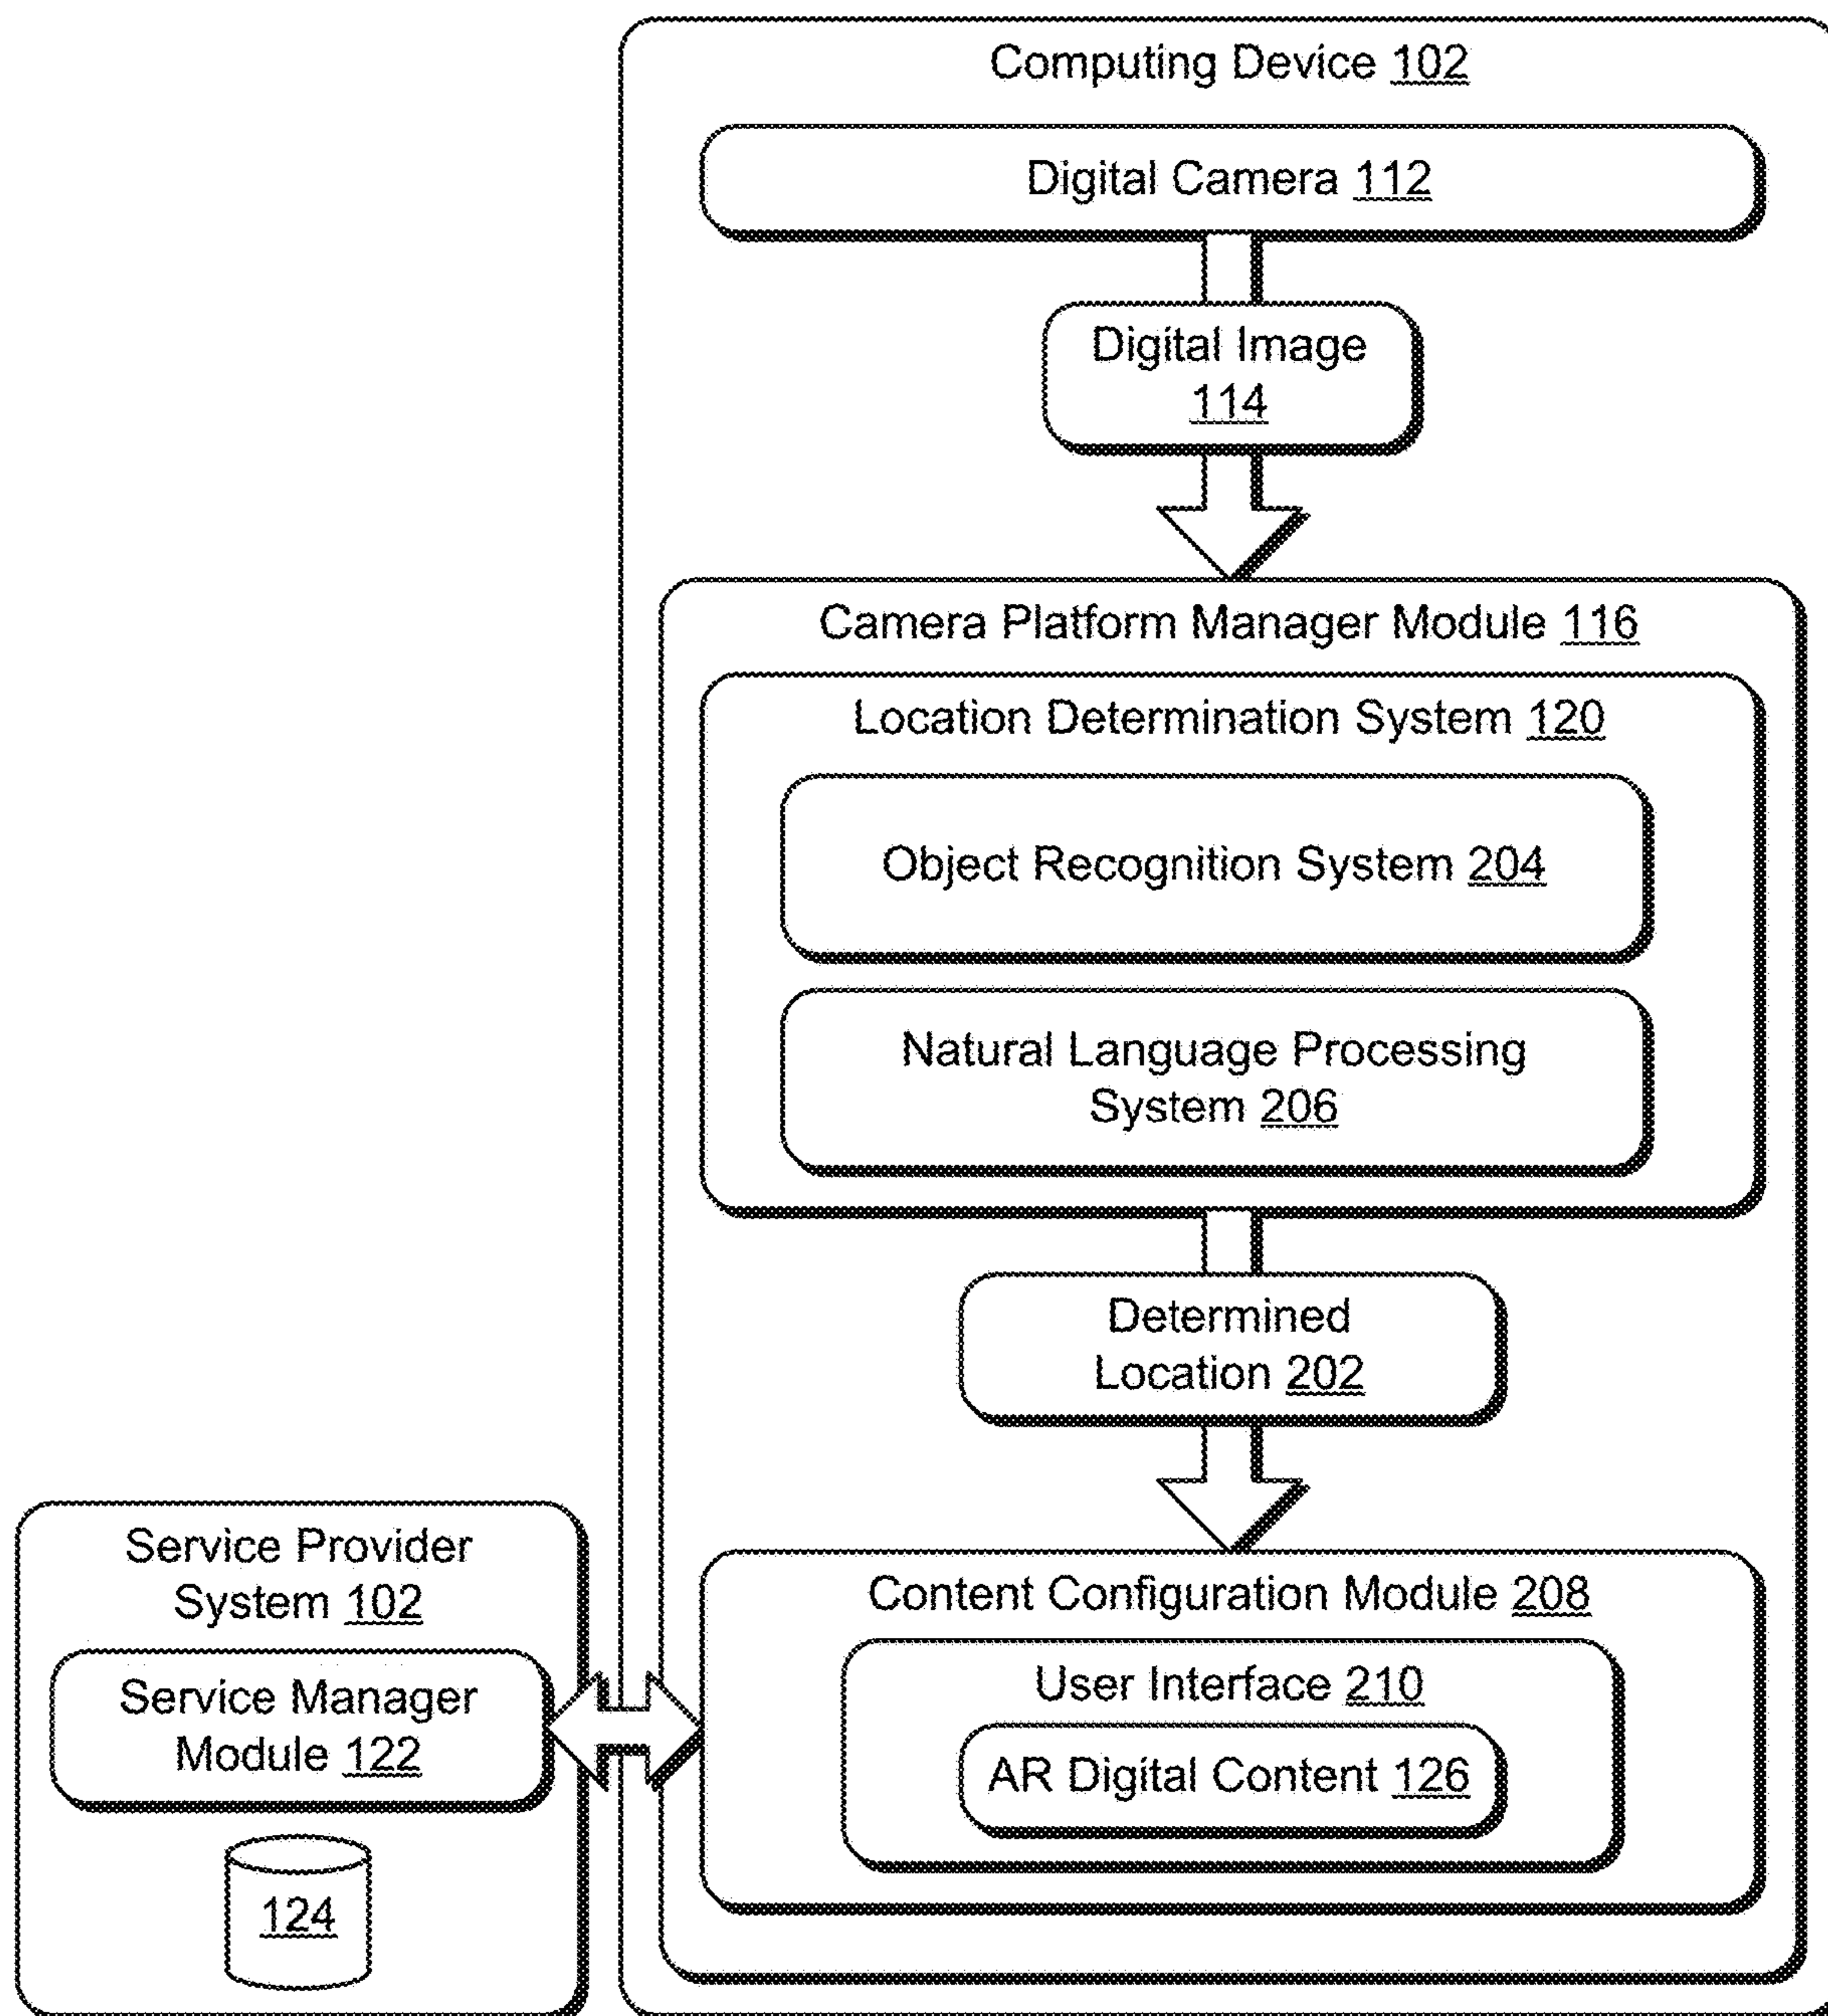 Computing Device 102
Digital Camera 112
Digital Image
114
Camera Platform Manager Module 116
Location Determination System 120
Object Recognition System 204
Natural Language Processing
System 206
Determined
Location 202
Service Provider
System 102
Service Manager
Module 122
124
Content Configuration Module 208
User Interface 210
AR Digital Content 126